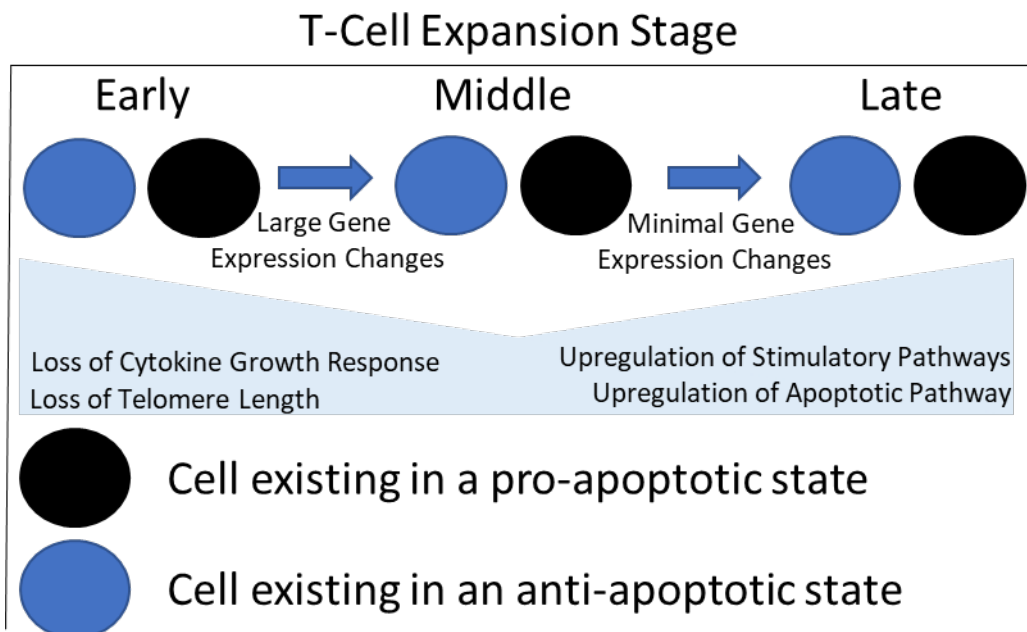 T-Cell Expansion Stage
Early
Middle
Late
Large Gene
Expression Changes
Minimal Gene
Expression Changes
Loss of Cytokine Growth Response
Loss of Telomere Length
Upregulation of Stimulatory Pathways
Upregulation of Apoptotic Pathway
Cell existing in a pro-apoptotic state
Cell existing in an anti-apoptotic state